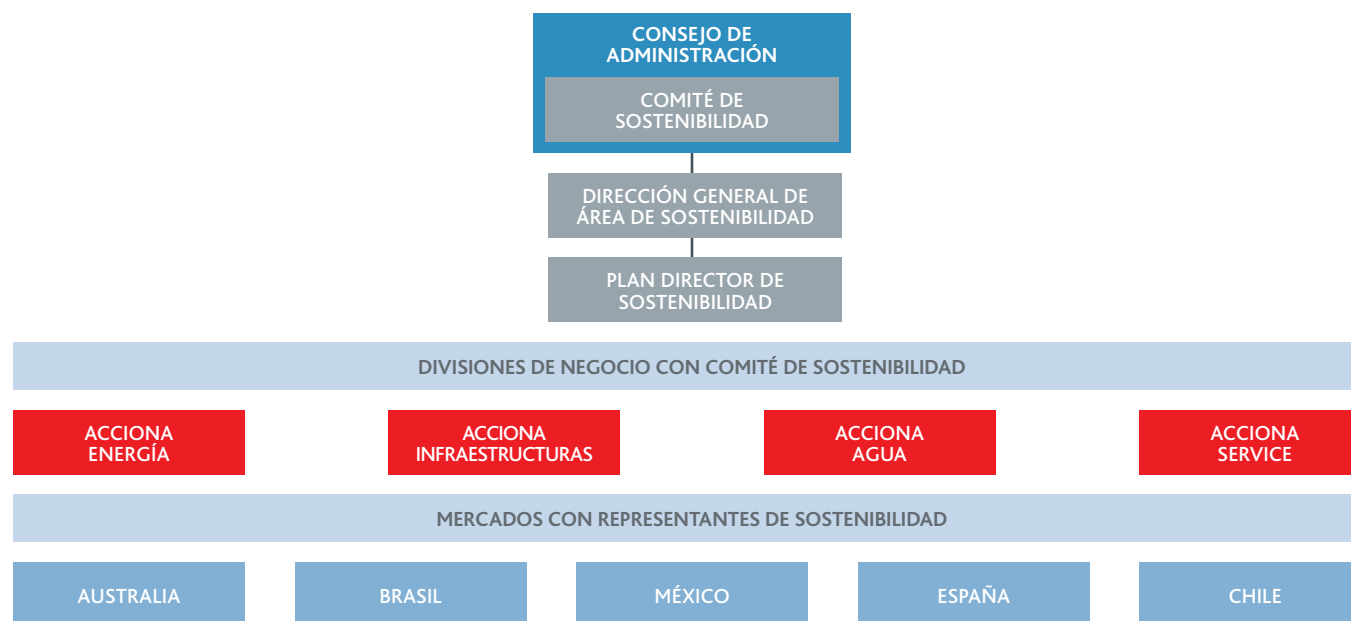 CONSEJO DE
ADMINISTRACIÓN
COMITÉ DE
SOSTENIBILIDAD
DIRECCIÓN GENERAL DE
ÁREA DE SOSTENIBILIDAD
PLAN DIRECTOR DE
SOSTENIBILIDAD
DIVISIONES DE NEGOCIO CON COMITÉ DE SOSTENIBILIDAD
ACCIONA
ENERGÍA
ACCIONA
INFRAESTRUCTURAS
ACCIONA
AGUA
ACCIONA
SERVICE
MERCADOS CON REPRESENTANTES DE SOSTENIBILIDAD
AUSTRALIA
BRASIL
MÉXICO
ESPAÑA
CHILE